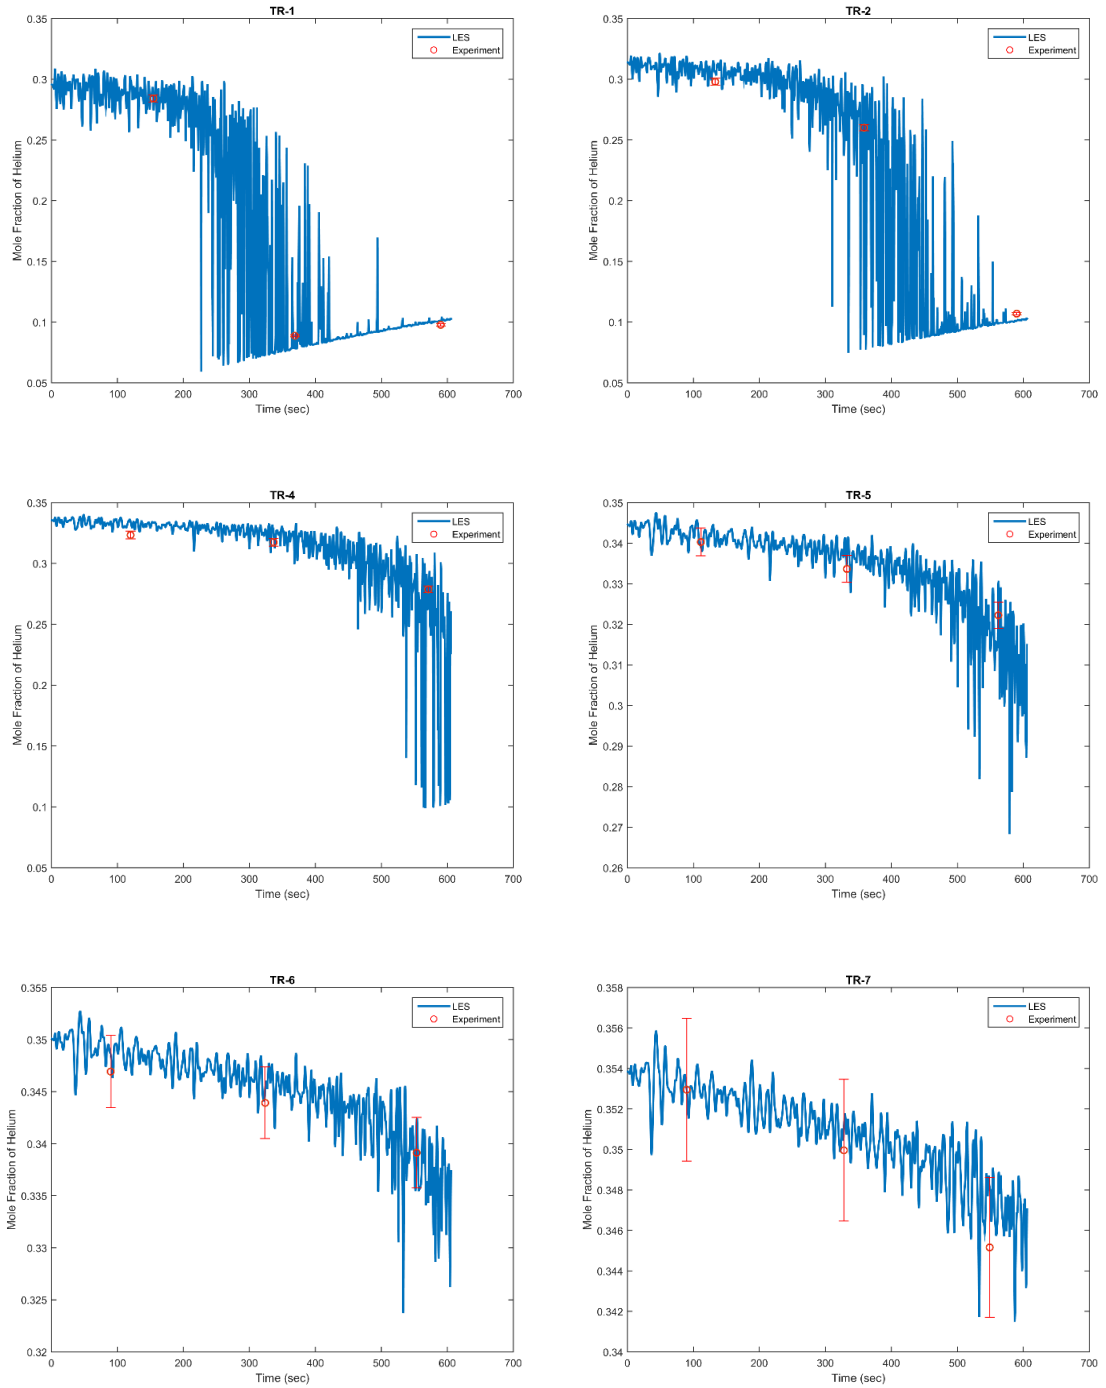 TR-1
0.35
0.3
0.25
0.2
0.15
0.1
0.05
Mole Fraction of Helium
LES
Experiment
0 100 200 300 400 500 600 700
Time (sec)
TR-2
0.35
0.3
0.25
0.2
0.15
0.1
0.05
Mole Fraction of Helium
LES
Experiment
0 100 200 300 400 500 600 700
Time (sec)
TR-4
0.35
0.3
0.25
0.2
0.15
0.1
0.05
Mole Fraction of Helium
LES
Experiment
0 100 200 300 400 500 600 700
Time (sec)
TR-5
0.35
0.34
0.33
0.32
0.31
0.3
0.29
0.28
0.27
0.26
Mole Fraction of Helium
LES
Experiment
0 100 200 300 400 500 600 700
Time (sec)
TR-6
0.355
0.35
0.345
0.34
0.335
0.33
0.325
0.32
Mole Fraction of Helium
LES
Experiment
0 100 200 300 400 500 600 700
Time (sec)
TR-7
0.358
0.356
0.354
0.352
0.35
0.348
0.346
0.344
0.342
0.34
Mole Fraction of Helium
LES
Experiment
0 100 200 300 400 500 600 700
Time (sec)